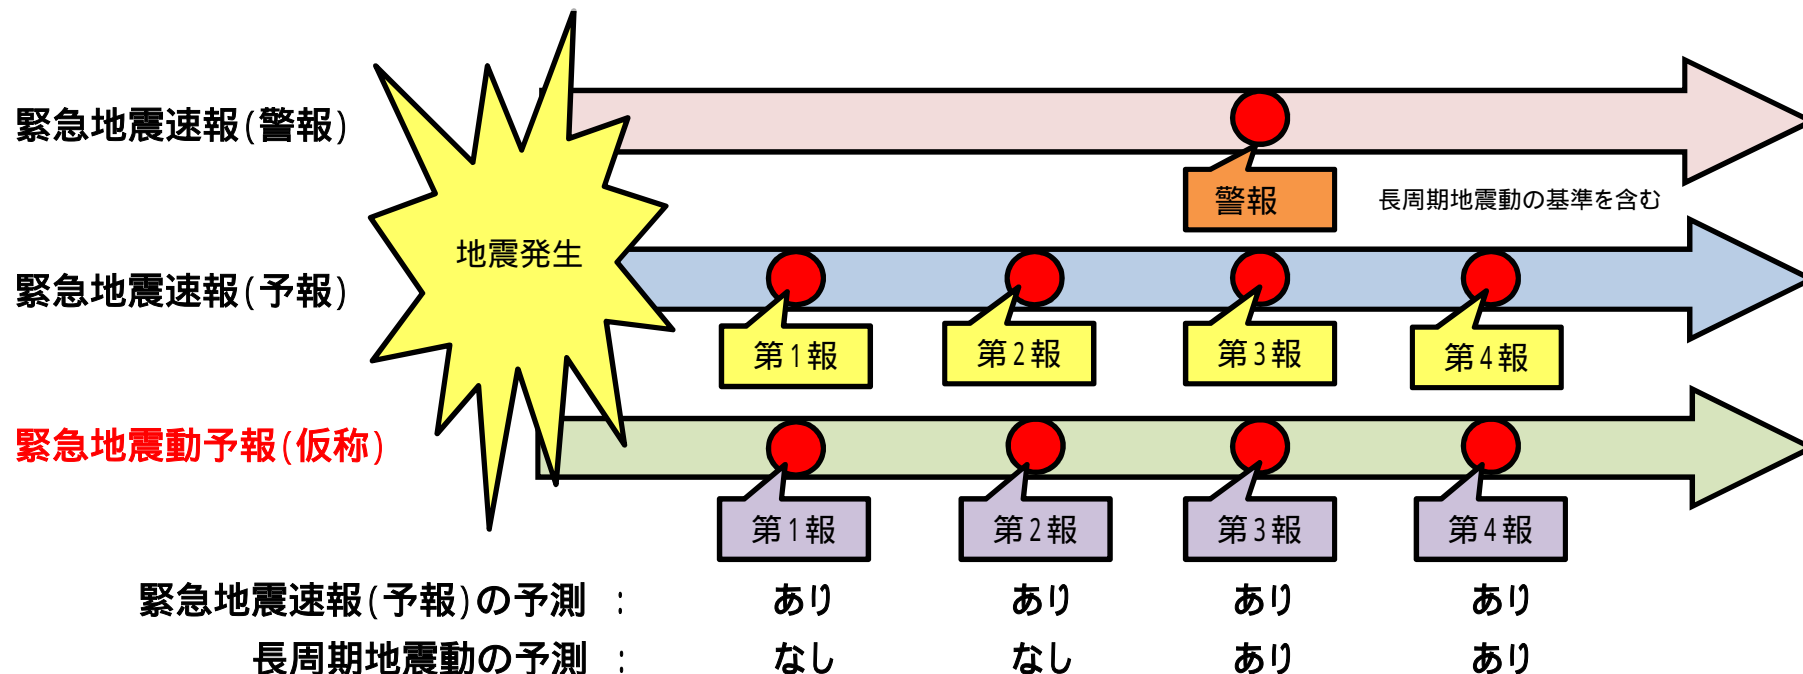 緊急地震速報(警報)
警報
長周期地震動の基準を含む
地震発生
緊急地震速報(予報)
第1報 第2報 第3報 第4報
緊急地震動予報(仮称)
第1報 第2報 第3報 第4報
緊急地震速報(予報)の予測 : あり あり あり あり
長周期地震動の予測 : なし なし あり あり